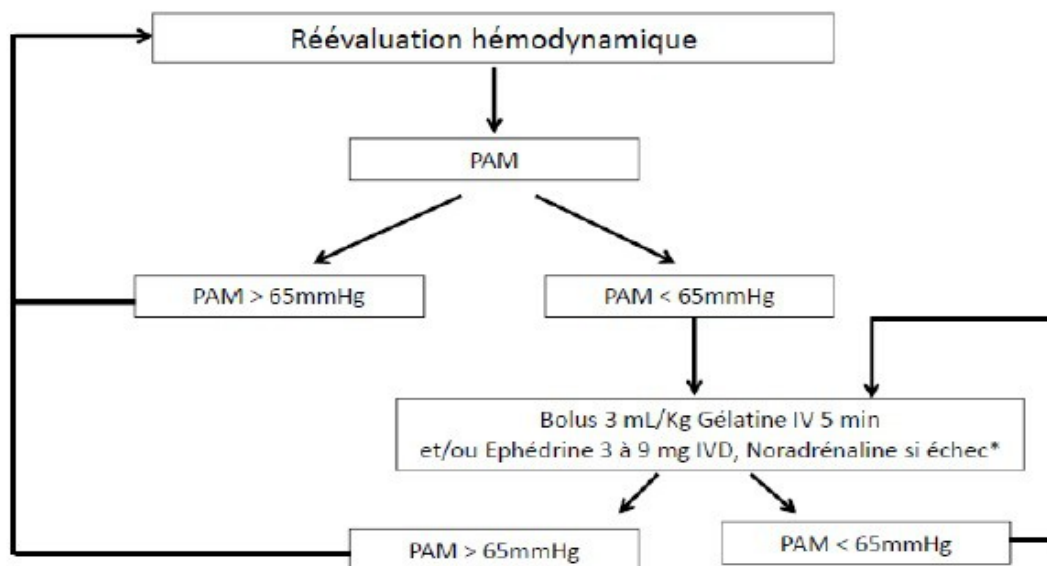 Réévaluation hémodynamique
PAM
PAM > 65mmHg
PAM < 65mmHg
Bolus 3 mL/Kg Gélatine IV 5 min
et/ou Ephédrine 3 à 9 mg IVD, Noradrénaline si échec*
PAM > 65mmHg
PAM < 65mmHg